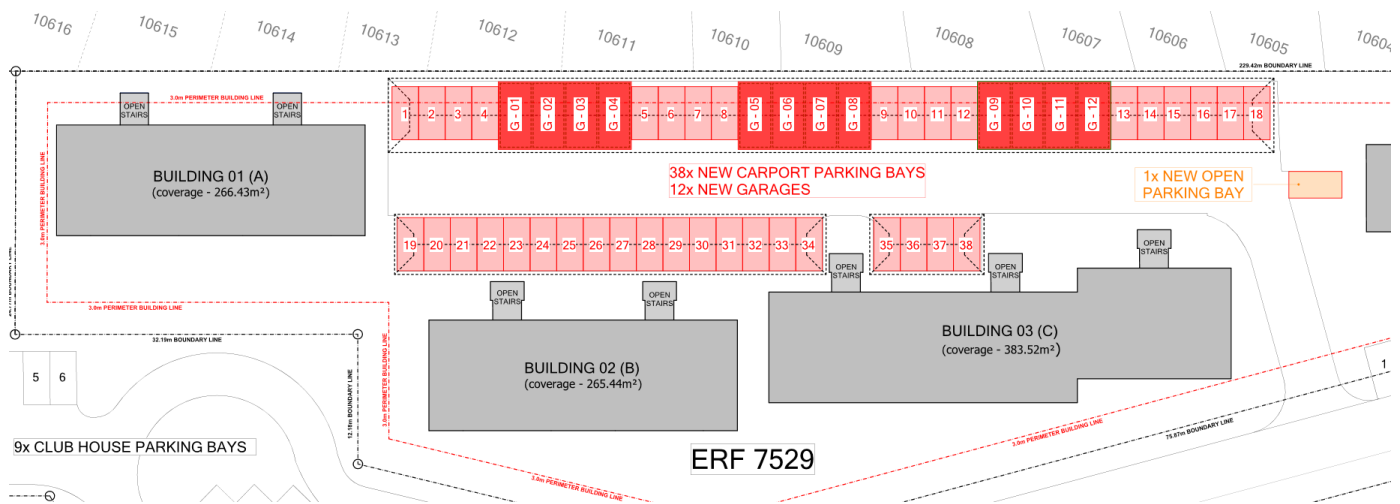 10616
10615
10614
10613
10612
10611
10610
10609
10608
10607
10606
10605
10604
229.42m BOUNDARY LINE
3.0m PERIMETER BUILDING LINE
OPEN
STAIRS
OPEN
STAIRS
1
2
3
4
G - 01
G - 02
G - 03
G - 04
5
6
7
8
G - 05
G - 06
G - 07
G - 08
9
10
11
12
G - 09
G - 10
G - 11
G - 12
13
14
15
16
17
18
BUILDING 01 (A)
(coverage - 266.43m²)
3.0m PERIMETER BUILDING LINE
38x NEW CARPORT PARKING BAYS
12x NEW GARAGES
1x NEW OPEN
PARKING BAY
19
20
21
22
23
24
25
26
27
28
29
30
31
32
33
34
35
36
37
38
OPEN
STAIRS
OPEN
STAIRS
OPEN
STAIRS
OPEN
STAIRS
OPEN
STAIRS
BOUNDARY LINE
3.0m PERIMETER BUILDING LINE
32.19m BOUNDARY LINE
BUILDING 02 (B)
(coverage - 265.44m²)
BUILDING 03 (C)
(coverage - 383.52m²)
5
6
1
12.18m BOUNDARY LINE
3.0m PERIMETER BUILDING LINE
9x CLUB HOUSE PARKING BAYS
ERF 7529
3.0m PERIMETER BUILDING LINE
3.0m PERIMETER BUILDING LINE
75.87m BOUNDARY LINE